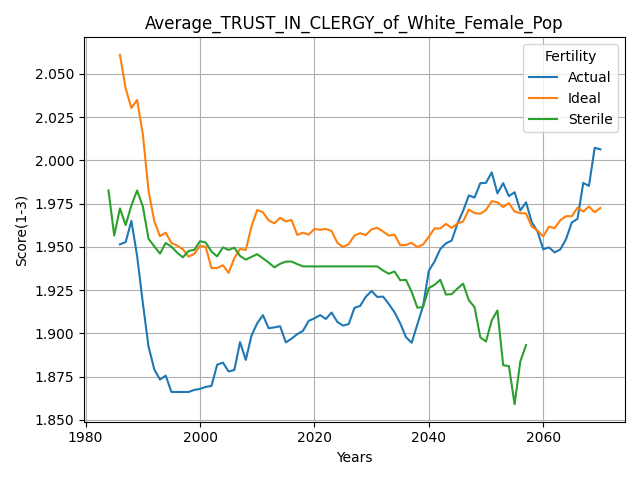 Average_TRUST_IN_CLERGY_of_White_Female_Pop
Fertility
Actual
Ideal
Sterile
2.050
2.025
2.000
1.975
1.950
1.925
1.900
1.875
1.850
Score(1-3)
1980 2000 2020 2040 2060
Years